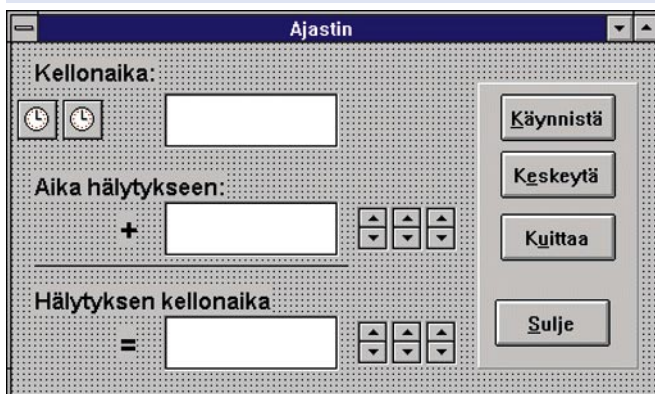 Ajastin
Kellonaika:
Aika hälytykseen:
+
Hälytyksen kellonaika
=
Käynnistä
Keskeytä
Kuittaa
Sulje